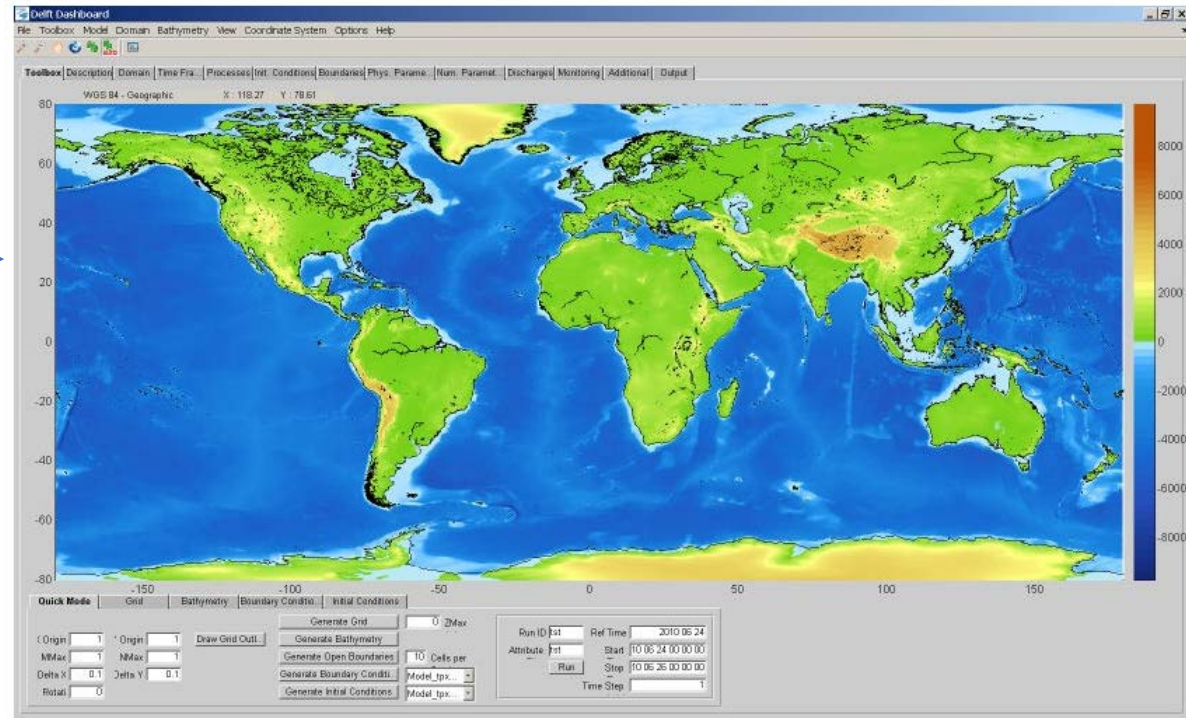 Delft Dashboard
File Toolbox Model Domain Bathymetry View Coordinate System Options Help
Toolbox Description Domain Time Fra... Processes Init. Conditions Boundaries Phys. Parame... Num. Paramet... Discharges Monitoring Additional Output
WGS 84 - Geographic X : 118.27 Y : 78.61
80
60
40
20
0
-20
-40
-60
-80
-150 -100 -50 0 50 100 150
8000
6000
4000
2000
0
-2000
-4000
-6000
-8000
Quick Mode Grid Bathymetry Boundary Conditio... Initial Conditions
Origin 1 Origin 1 Draw Grid Outl...
MMax 1 NMax 1
Delta X 0.1 Delta Y 0.1
Rotati 0
Generate Grid 0 ZMax
Generate Bathymetry
Generate Open Boundaries 10 Cells per
Generate Boundary Conditi... Model_tpx...
Generate Initial Conditions Model_tpx...
Run ID tst Ref Time 2010 06 24
Attribute tst Start 10 06 24 00 00 00
Run Stop 10 06 26 00 00 00
Time Step 1